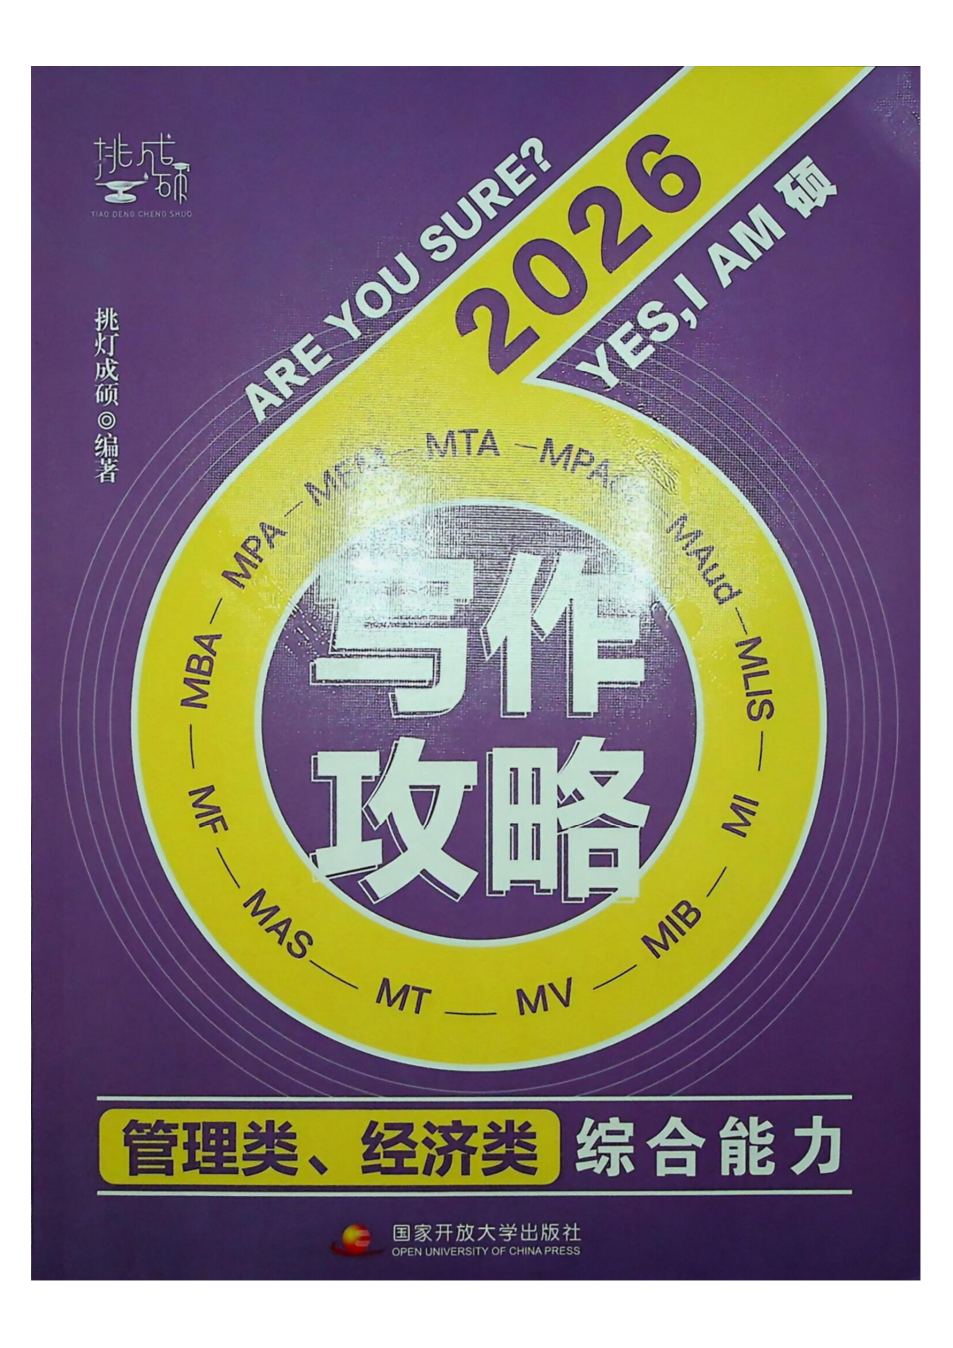 挑灯成硕
TIAO DENG CHENG SHUO
ARE YOU SURE?
2026
YES,I AM 硕
挑灯成硕◎编著
MBA — MPA — MEM — MTA — MPAcc — MAud — MLIS — MI — MIB — MV — MT — MAS — MF
写作
攻略
管理类、经济类 综合能力
国家开放大学出版社
OPEN UNIVERSITY OF CHINA PRESS